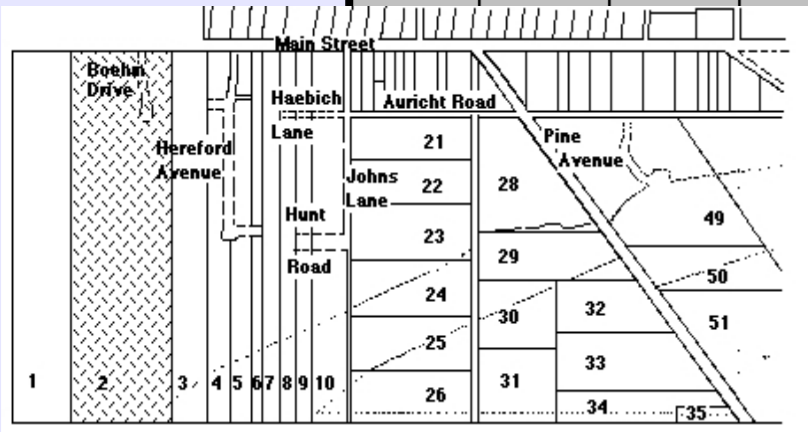 Main Street
Boehm
Drive
Haebich
Lane
Auricht Road
Hereford
Avenue
Pine
Avenue
Johns
Lane
Hunt
Road
21
22
23
24
25
26
28
29
30
31
32
33
34
35
49
50
51
1
2
3
4
5
6
7
8
9
10